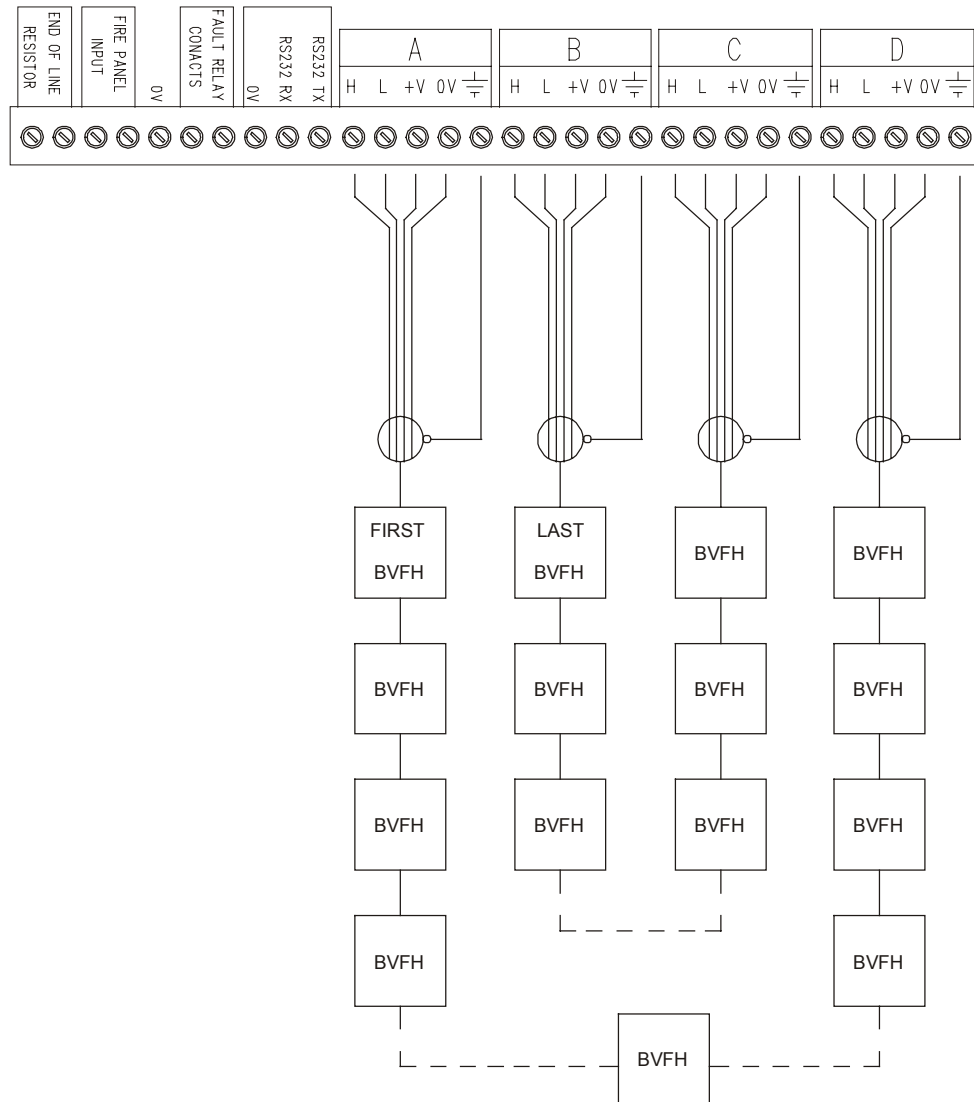 END OF LINE
RESISTOR
FIRE PANEL
INPUT
0V
FAULT RELAY
CONACTS
0V
RS232 RX
RS232 TX
A
B
C
D
H L +V 0V
H L +V 0V
H L +V 0V
H L +V 0V
FIRST
BVFH
LAST
BVFH
BVFH
BVFH
BVFH
BVFH
BVFH
BVFH
BVFH
BVFH
BVFH
BVFH
BVFH
BVFH
BVFH